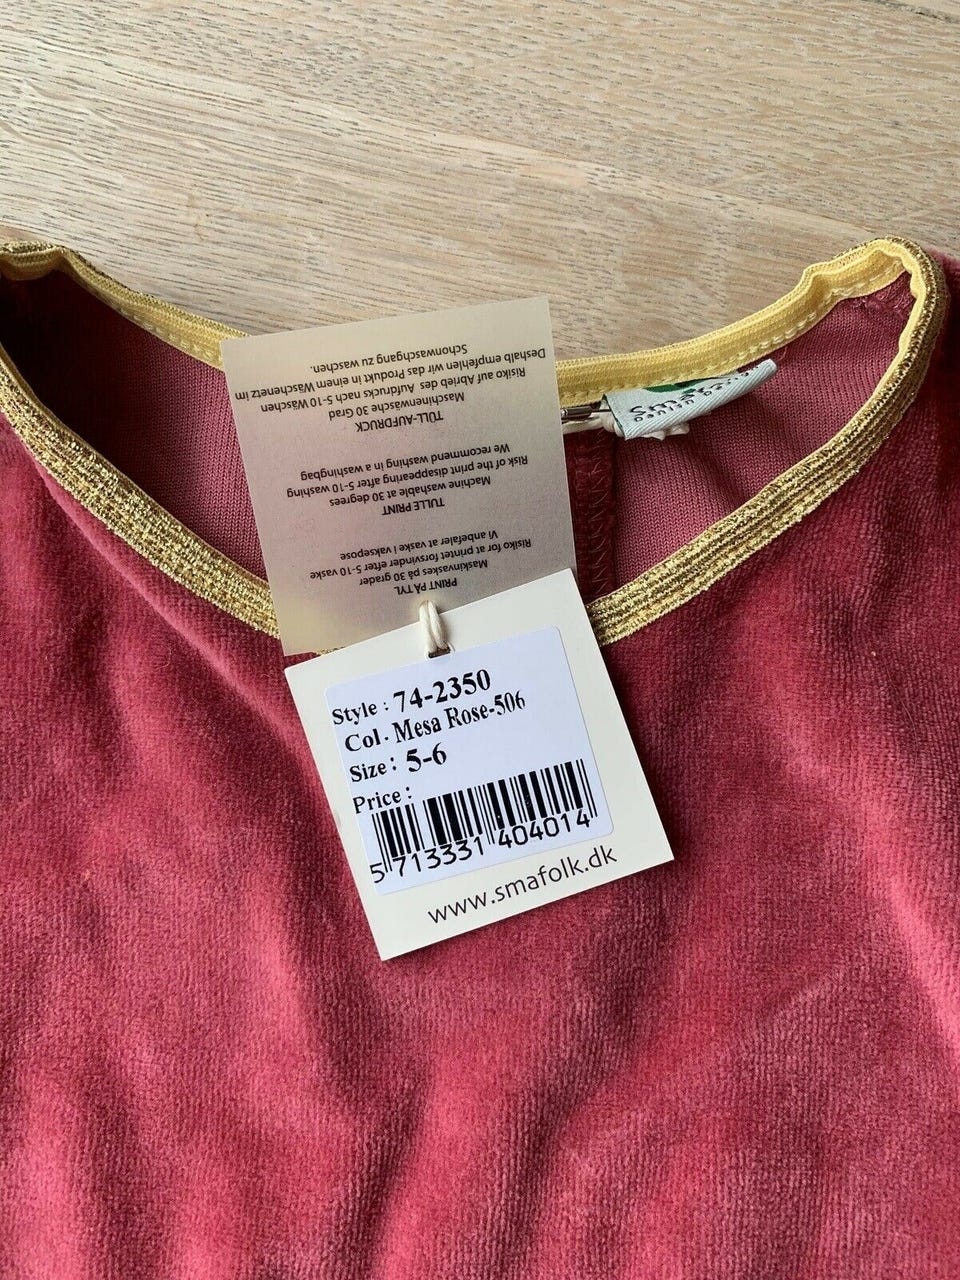 PRINT PÅ TYL
Maskinvaskes på 30 grader
Risiko for at printet forsvinder efter 5-10 vaske
Vi anbefaler at vaske i vaskepose
TULLE PRINT
Machine washable at 30 degrees
Risk of the print disappearing after 5-10 washing
We recommend washing in a washingbag
TÜLL-AUFDRUCK
Maschinenwäsche 30 Grad
Risiko auf Abrieb des Aufdrucks nach 5-10 Wäschen
Deshalb empfehlen wir das Produkt in einem Wäschenetz im
Schonwaschgang zu waschen.
Style : 74-2350
Col. Mesa Rose-506
Size : 5-6
Price :
5 713331 404014
www.smafolk.dk